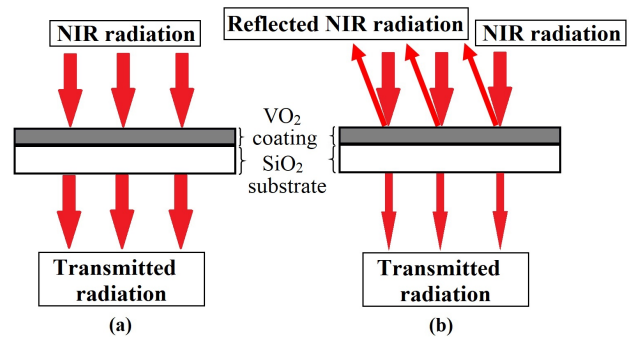 NIR radiation
Reflected NIR radiation
NIR radiation
VO₂
coating
SiO₂
substrate
Transmitted
radiation
Transmitted
radiation
(a)
(b)